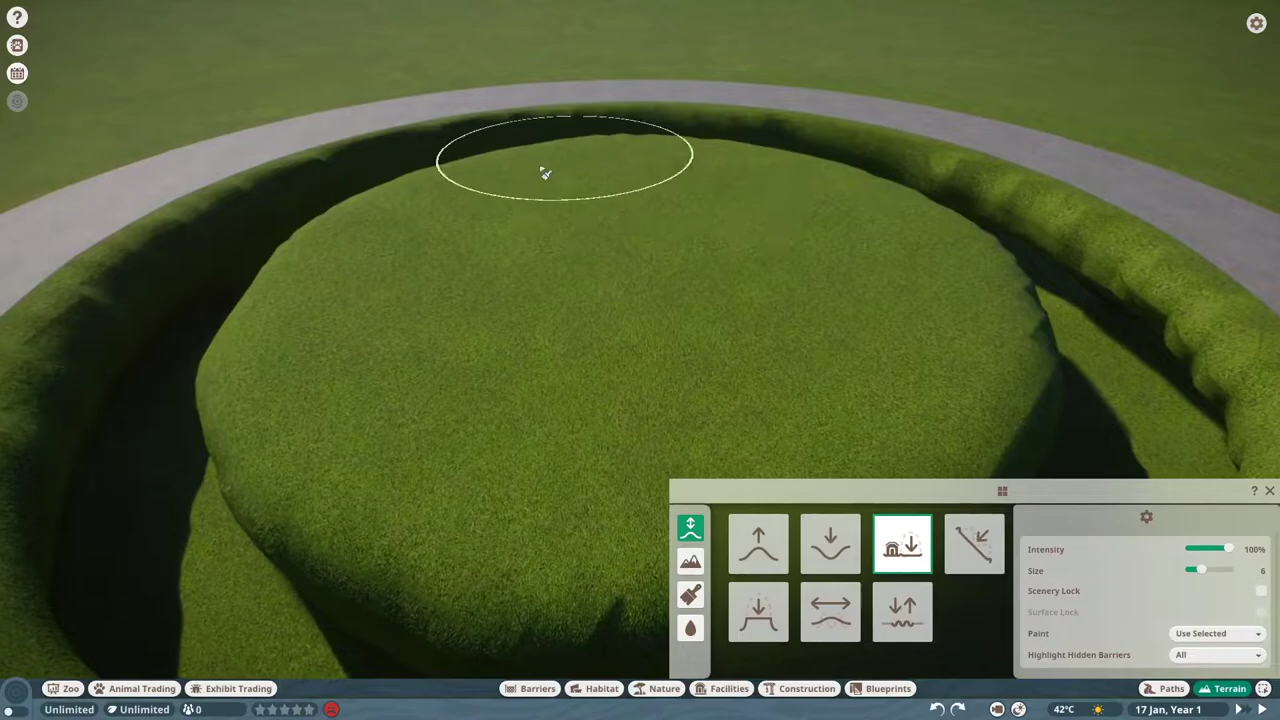 ?
? ×
Intensity 100%
Size 6
Scenery Lock
Surface Lock
Paint Use Selected
Highlight Hidden Barriers All
Zoo Animal Trading Exhibit Trading Barriers Habitat Nature Facilities Construction Blueprints Paths Terrain
Unlimited Unlimited 0 42°C 17 Jan, Year 1